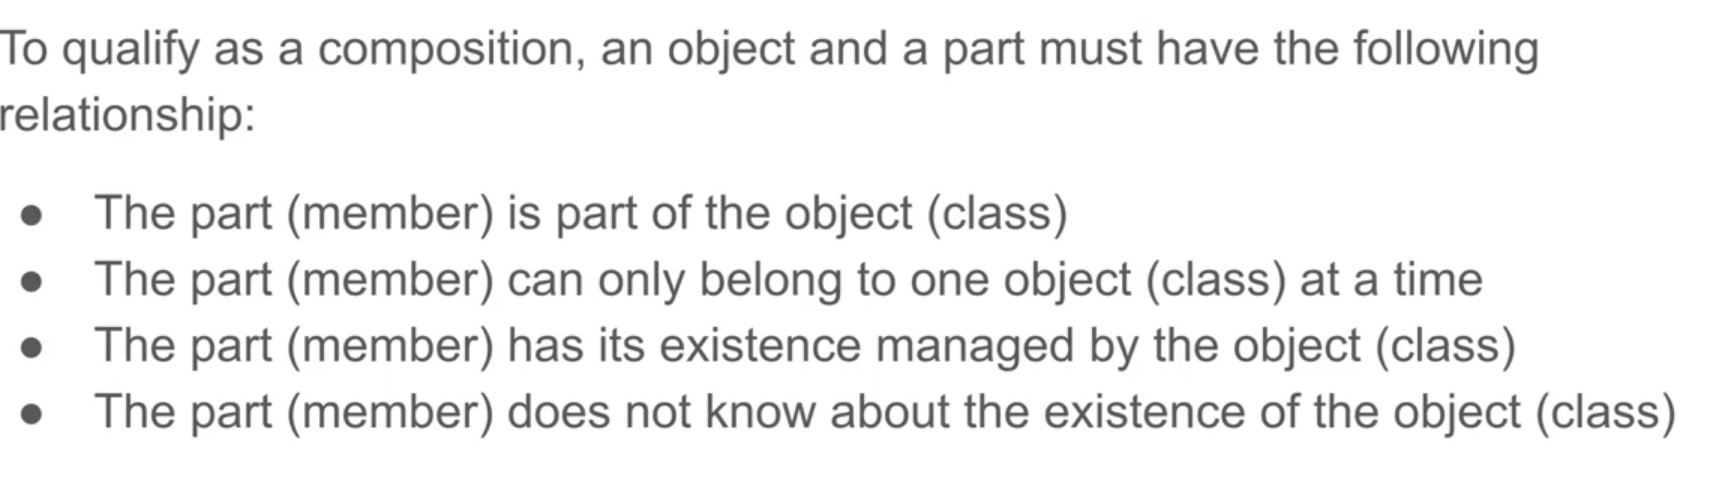 To qualify as a composition, an object and a part must have the following
relationship:
● The part (member) is part of the object (class)
● The part (member) can only belong to one object (class) at a time
● The part (member) has its existence managed by the object (class)
● The part (member) does not know about the existence of the object (class)